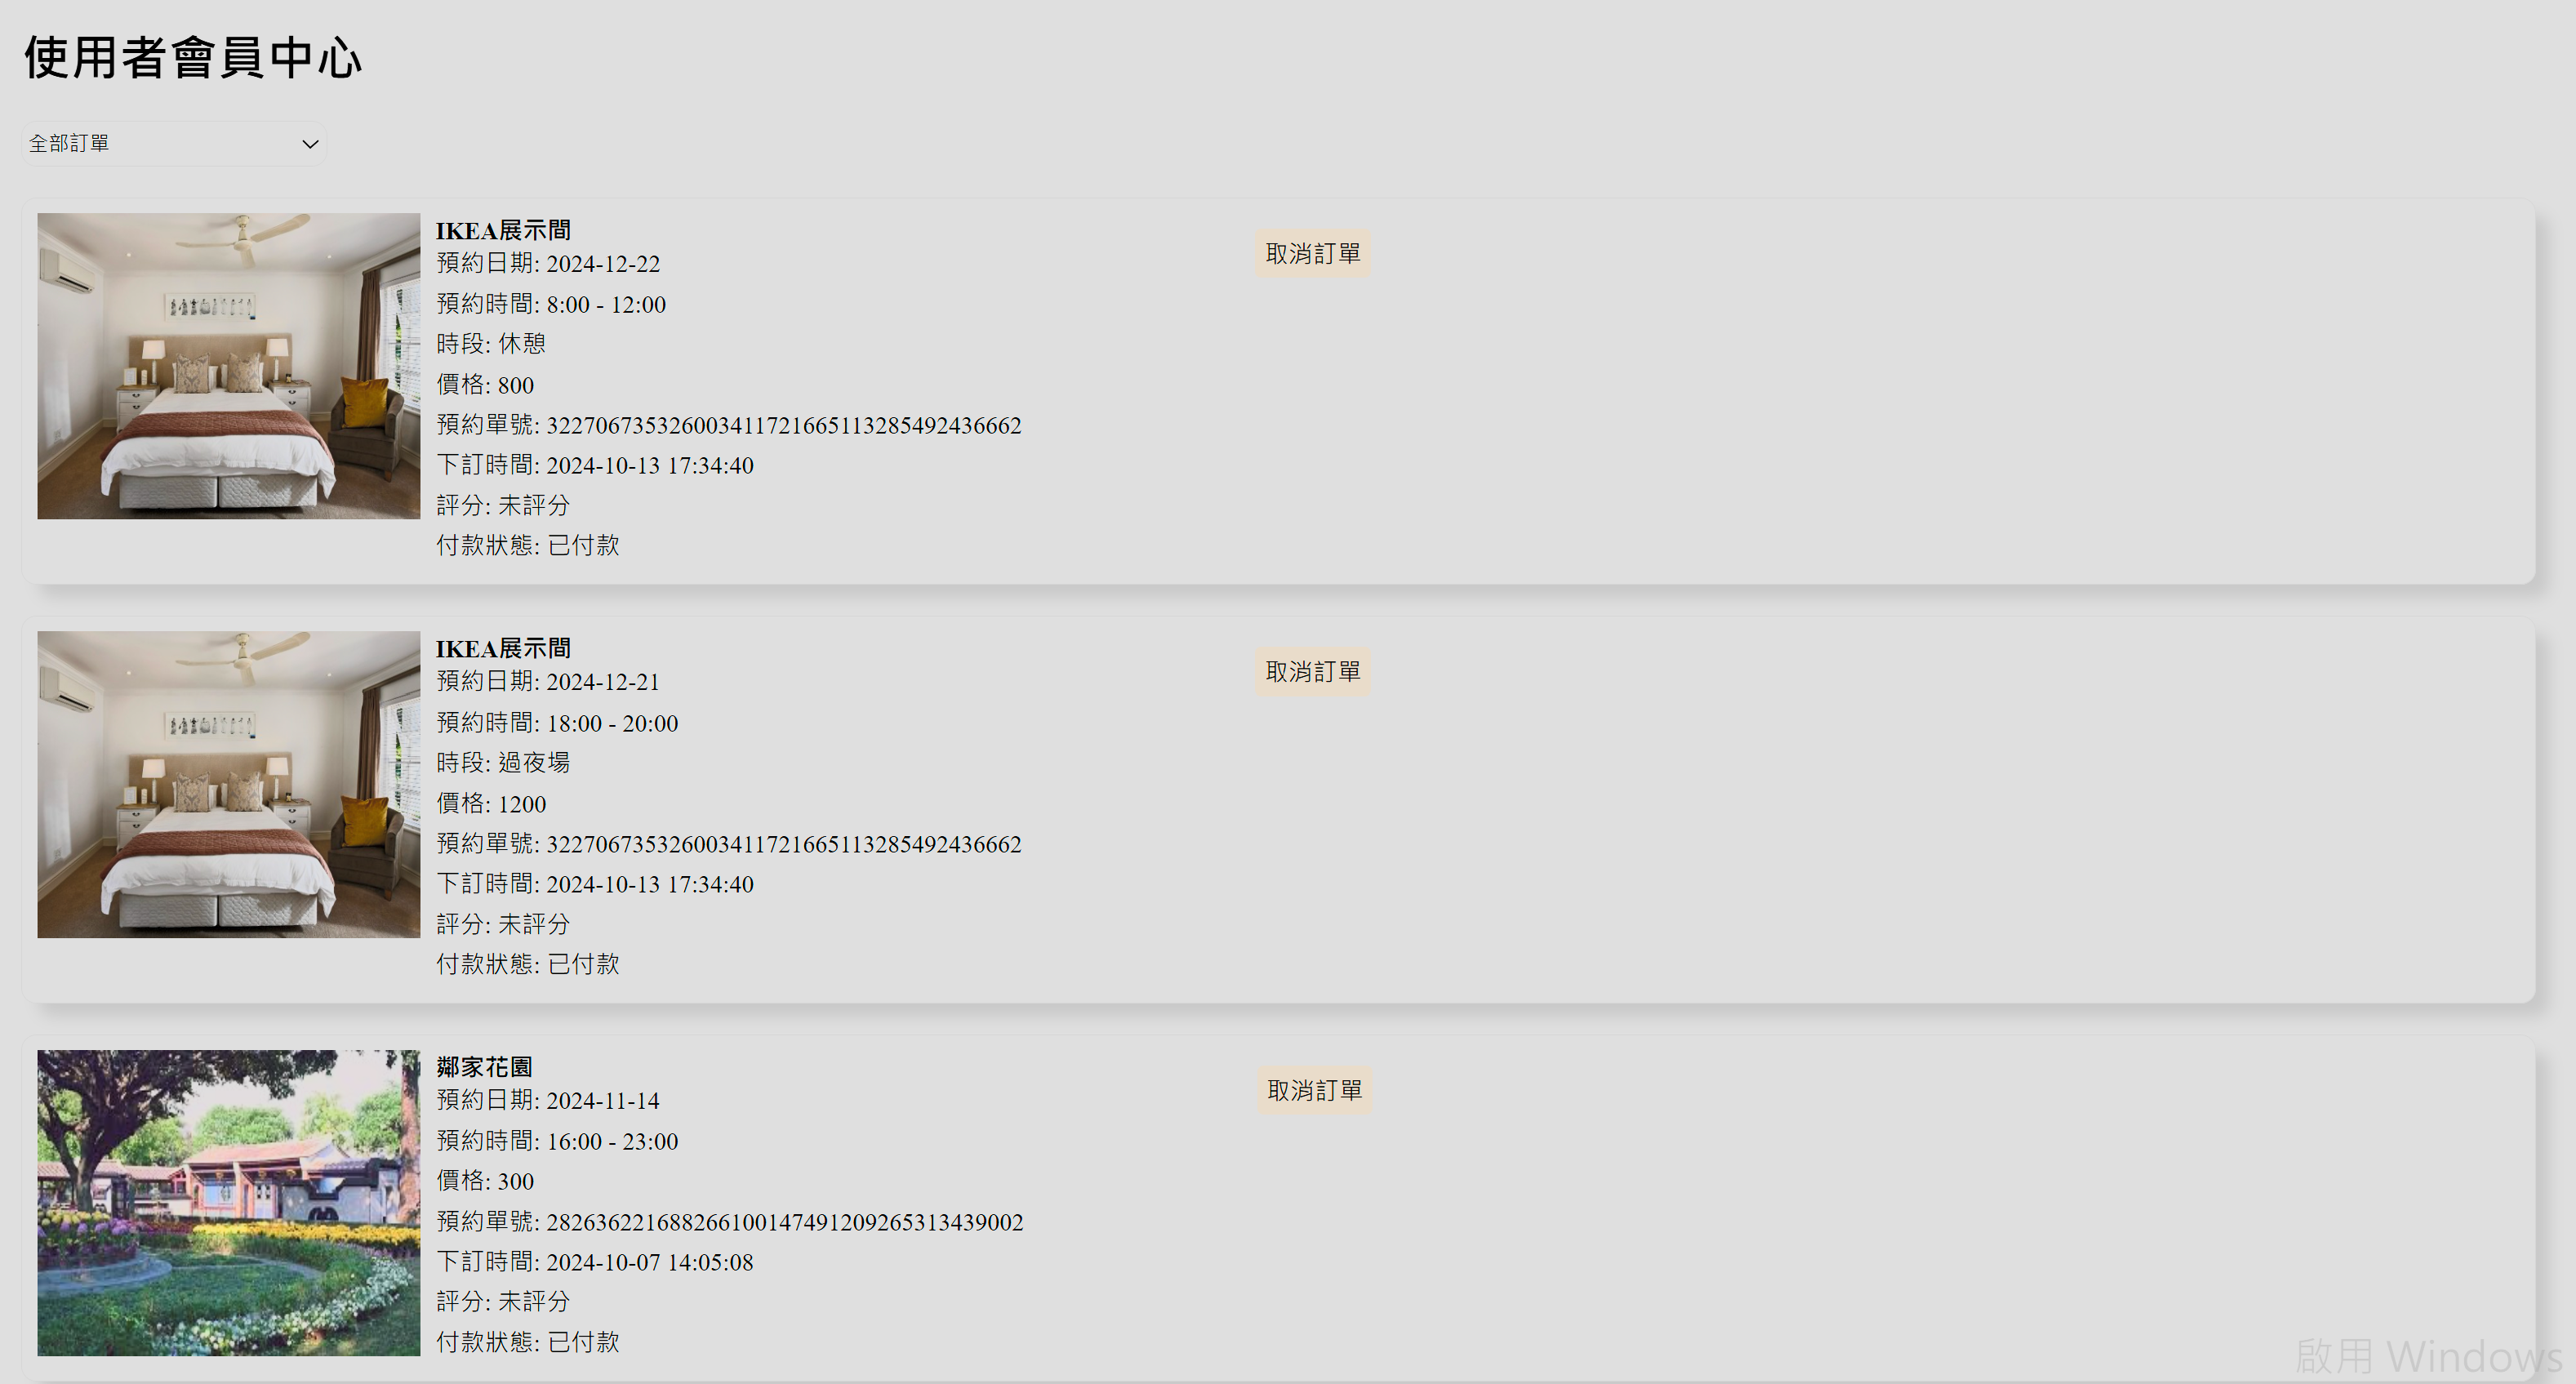 使用者會員中心
全部訂單
IKEA展示間
取消訂單
預約日期: 2024-12-22
預約時間: 8:00 - 12:00
時段: 休憩
價格: 800
預約單號: 322706735326003411721665113285492436662
下訂時間: 2024-10-13 17:34:40
評分: 未評分
付款狀態: 已付款
IKEA展示間
取消訂單
預約日期: 2024-12-21
預約時間: 18:00 - 20:00
時段: 過夜場
價格: 1200
預約單號: 322706735326003411721665113285492436662
下訂時間: 2024-10-13 17:34:40
評分: 未評分
付款狀態: 已付款
鄰家花園
取消訂單
預約日期: 2024-11-14
預約時間: 16:00 - 23:00
價格: 300
預約單號: 282636221688266100147491209265313439002
下訂時間: 2024-10-07 14:05:08
評分: 未評分
付款狀態: 已付款
啟用 Windows